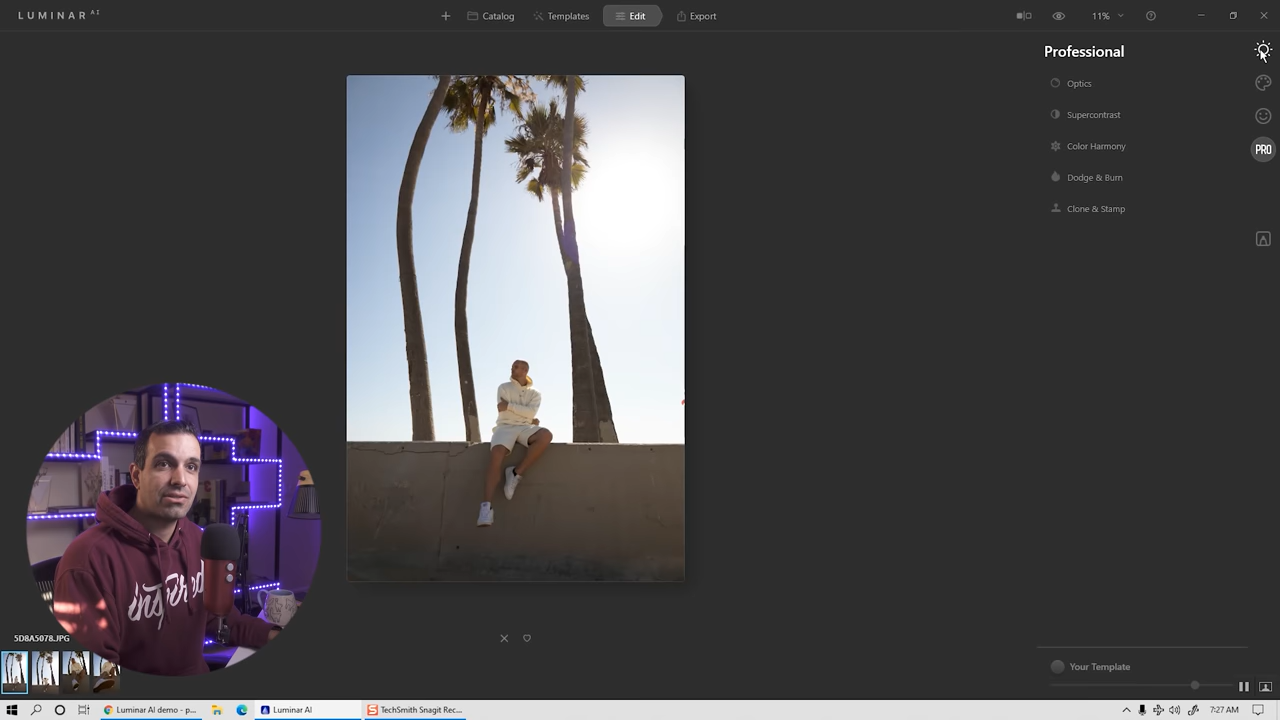 LUMINAR AI
Catalog
Templates
Edit
Export
11%
Professional
Optics
Supercontrast
Color Harmony
Dodge & Burn
Clone & Stamp
PRO
inspired
5D8A5078.JPG
Your Template
Luminar AI demo - p...
Luminar AI
TechSmith Snagit Rec...
7:27 AM